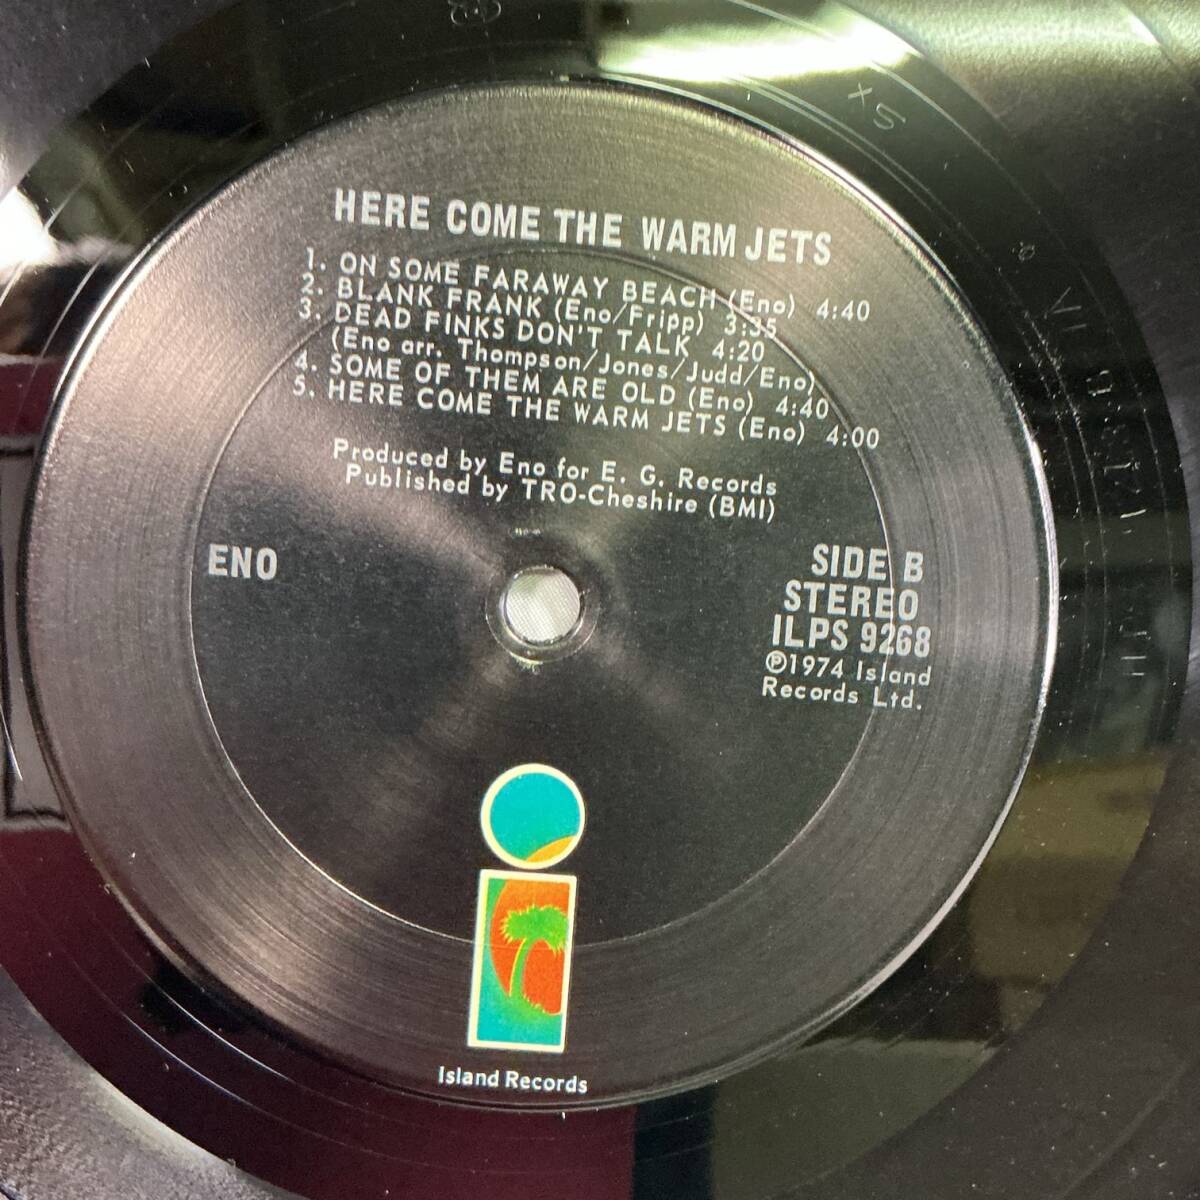 HERE COME THE WARM JETS
1. ON SOME FARAWAY BEACH (Eno) 4:40
2. BLANK FRANK (Eno/Fripp) 3:35
3. DEAD FINKS DON'T TALK 4:20
(Eno arr. Thompson/Jones/Judd/Eno)
4. SOME OF THEM ARE OLD (Eno) 4:40
5. HERE COME THE WARM JETS (Eno) 4:00
Produced by Eno for E. G. Records
Published by TRO-Cheshire (BMI)
ENO
SIDE B
STEREO
ILPS 9268
℗1974 Island
Records Ltd.
Island Records
X5